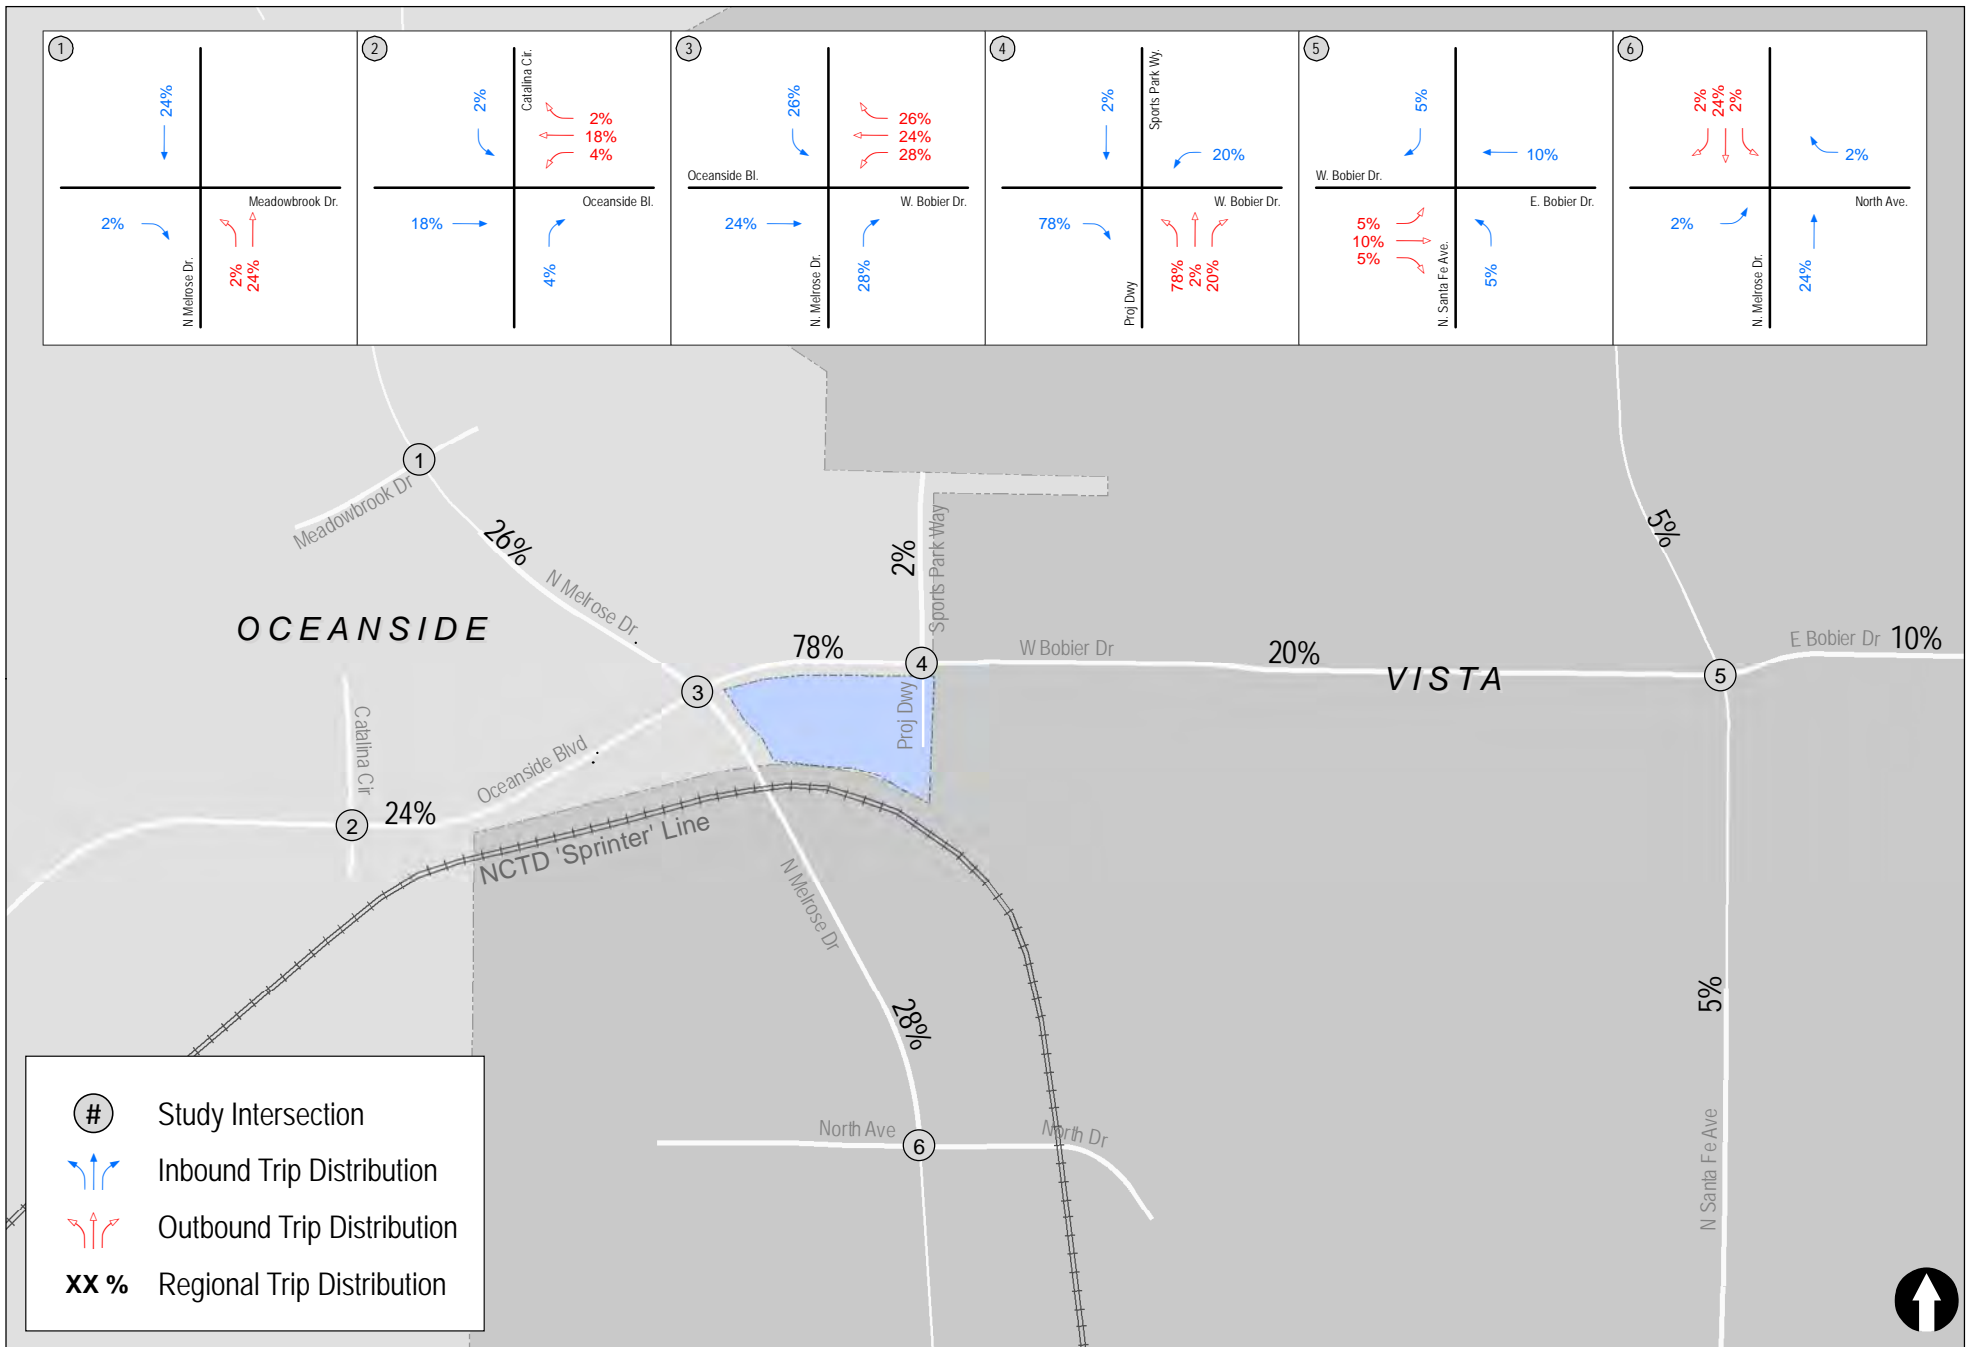 1
24%
Meadowbrook Dr.
2%
N Melrose Dr.
2%
24%
2
Catalina Cir.
2%
2%
18%
4%
Oceanside Bl.
18%
4%
3
26%
26%
24%
28%
Oceanside Bl.
W. Bobier Dr.
24%
N. Melrose Dr.
28%
4
Sports Park Wy.
2%
20%
W. Bobier Dr.
78%
Proj Dwy
78%
2%
20%
5
5%
10%
W. Bobier Dr.
E. Bobier Dr.
5%
10%
5%
N. Santa Fe Ave.
5%
6
2%
24%
2%
2%
North Ave.
2%
N. Melrose Dr.
24%
1
Meadowbrook Dr
26%
N Melrose Dr
OCEANSIDE
2%
Sports Park Way
5%
78%
4
W Bobier Dr
20%
VISTA
E Bobier Dr
10%
5
3
Proj Dwy
Catalina Cir
Oceanside Blvd
2
24%
NCTD 'Sprinter' Line
N Melrose Dr
28%
5%
North Ave
6
North Dr
N Santa Fe Ave
#
Study Intersection
Inbound Trip Distribution
Outbound Trip Distribution
XX %
Regional Trip Distribution